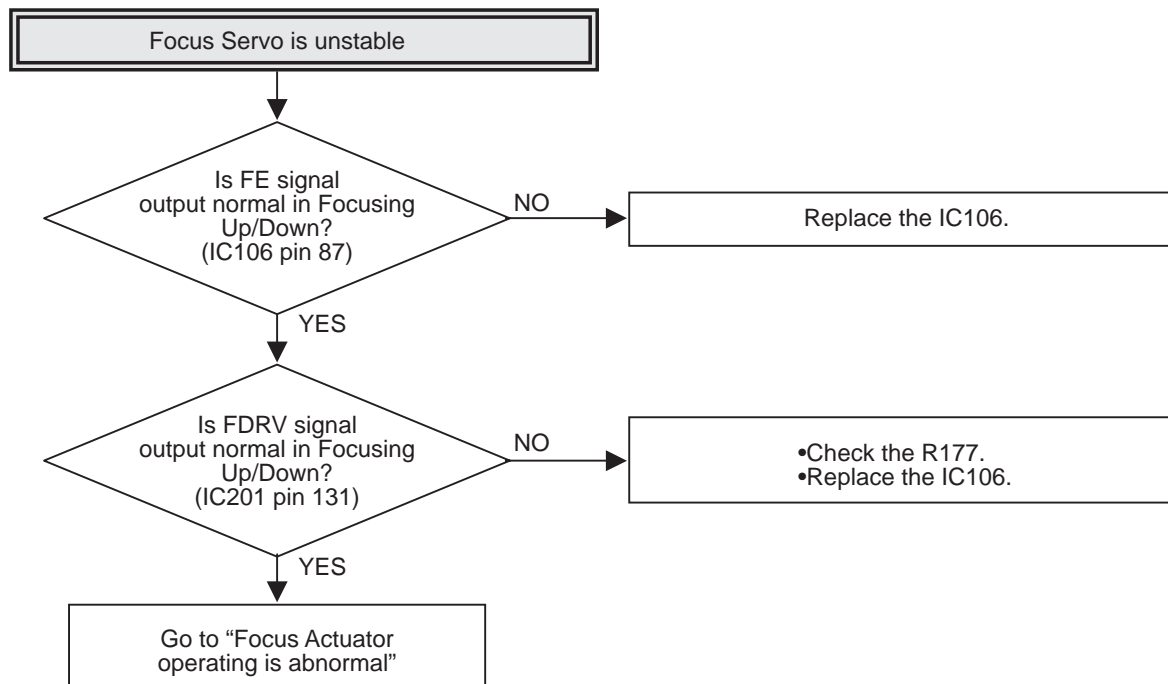 Focus Servo is unstable
Is FE signal
output normal in Focusing
Up/Down?
(IC106 pin 87)
NO
Replace the IC106.
YES
Is FDRV signal
output normal in Focusing
Up/Down?
(IC201 pin 131)
NO
•Check the R177.
•Replace the IC106.
YES
Go to “Focus Actuator
operating is abnormal”